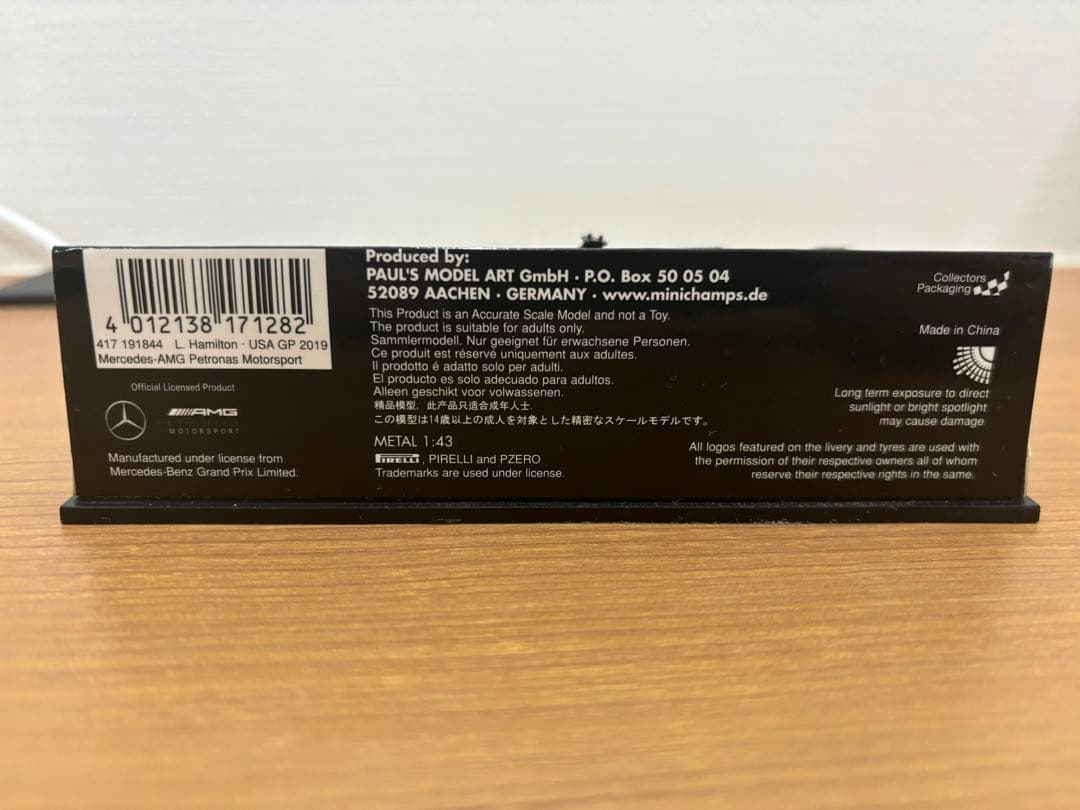 4 012138 171282
417 191844 L. Hamilton · USA GP 2019
Mercedes-AMG Petronas Motorsport
Official Licensed Product
AMG
MOTORSPORT
Manufactured under license from
Mercedes-Benz Grand Prix Limited.
Produced by:
PAUL'S MODEL ART GmbH · P.O. Box 50 05 04
52089 AACHEN · GERMANY · www.minichamps.de
This Product is an Accurate Scale Model and not a Toy.
The product is suitable for adults only.
Sammlermodell. Nur geeignet für erwachsene Personen.
Ce produit est réservé uniquement aux adultes.
Il prodotto é adatto solo per adulti.
El producto es solo adecuado para adultos.
Alleen geschikt voor volwassenen.
精品模型，此产品只适合成年人士.
この模型は14歳以上の成人を対象とした精密なスケールモデルです。
METAL 1:43
PIRELLI, PIRELLI and PZERO
Trademarks are used under license.
Collectors
Packaging
Made in China
Long term exposure to direct
sunlight or bright spotlight
may cause damage
All logos featured on the livery and tyres are used with
the permission of their respective owners all of whom
reserve their respective rights in the same.